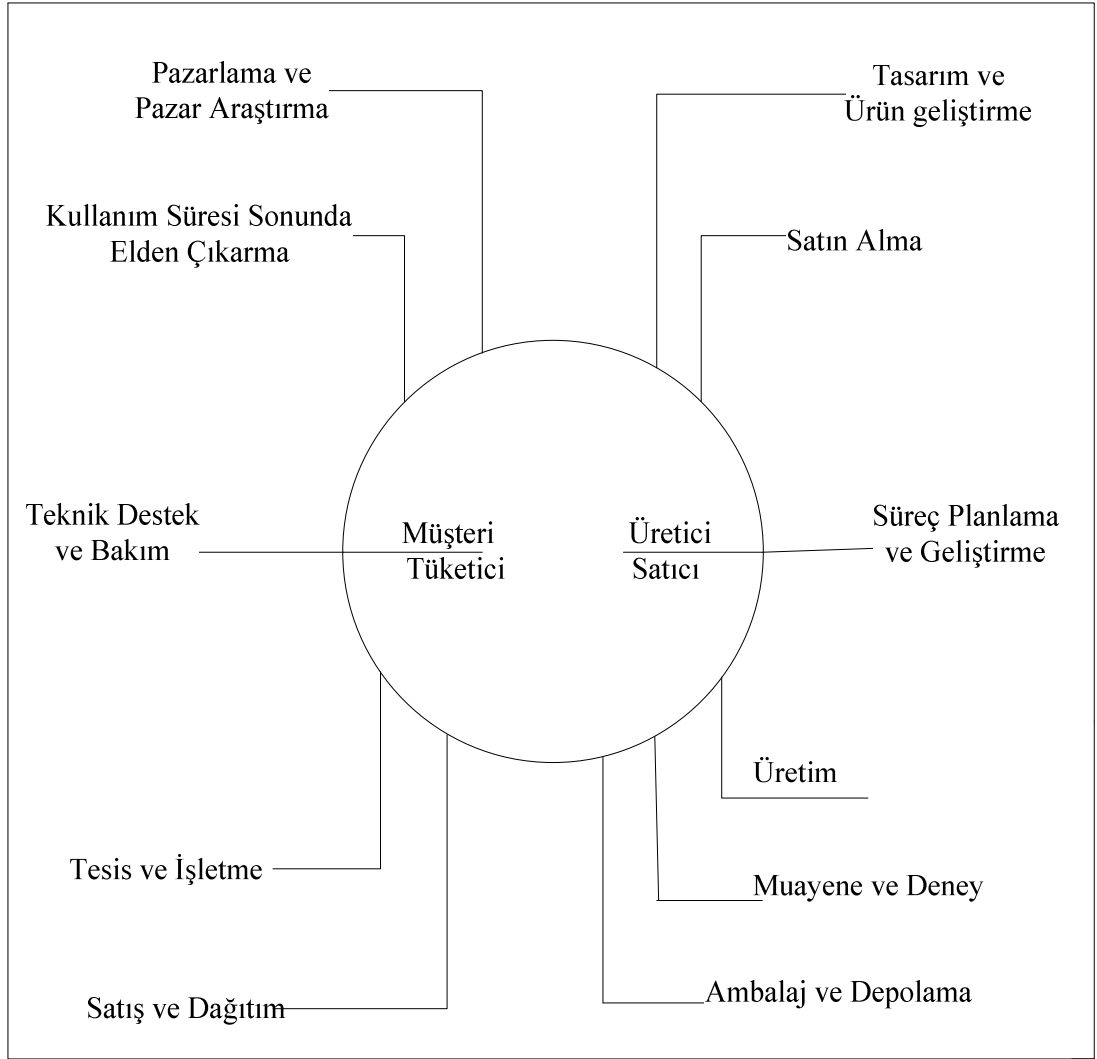 Pazarlama ve
Pazar Araştırma
Tasarım ve
Ürün geliştirme
Kullanım Süresi Sonunda
Elden Çıkarma
Satın Alma
Teknik Destek
ve Bakım
Müşteri
Tüketici
Üretici
Satıcı
Süreç Planlama
ve Geliştirme
Üretim
Tesis ve İşletme
Muayene ve Deney
Satış ve Dağıtım
Ambalaj ve Depolama